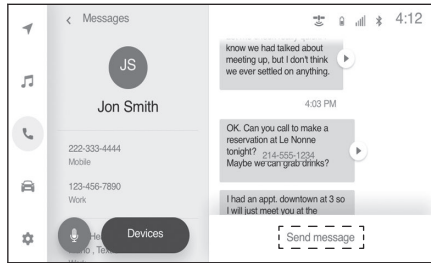 Messages
4:12
JS
Jon Smith
222-333-4444
Mobile
123-456-7890
Work
Devices
know we had talked about
meeting up, but I don't think
we ever settled on anything.
4:03 PM
OK. Can you call to make a
reservation at Le Nonne
tonight? 214-555-1234
Maybe we can grab drinks?
I had an appt. downtown at 3 so
I will just meet you at the
Send message